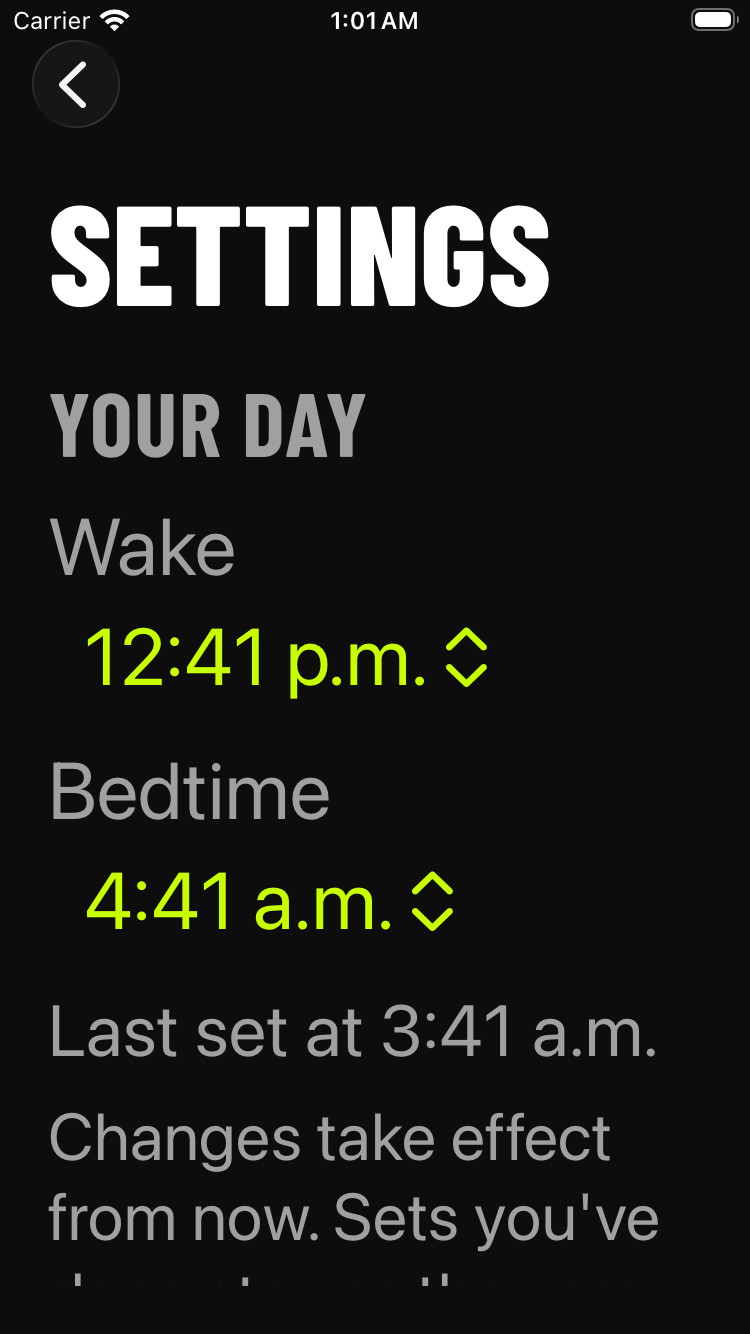 Carrier
1:01 AM
SETTINGS
YOUR DAY
Wake
12:41 p.m.
Bedtime
4:41 a.m.
Last set at 3:41 a.m.
Changes take effect
from now. Sets you've